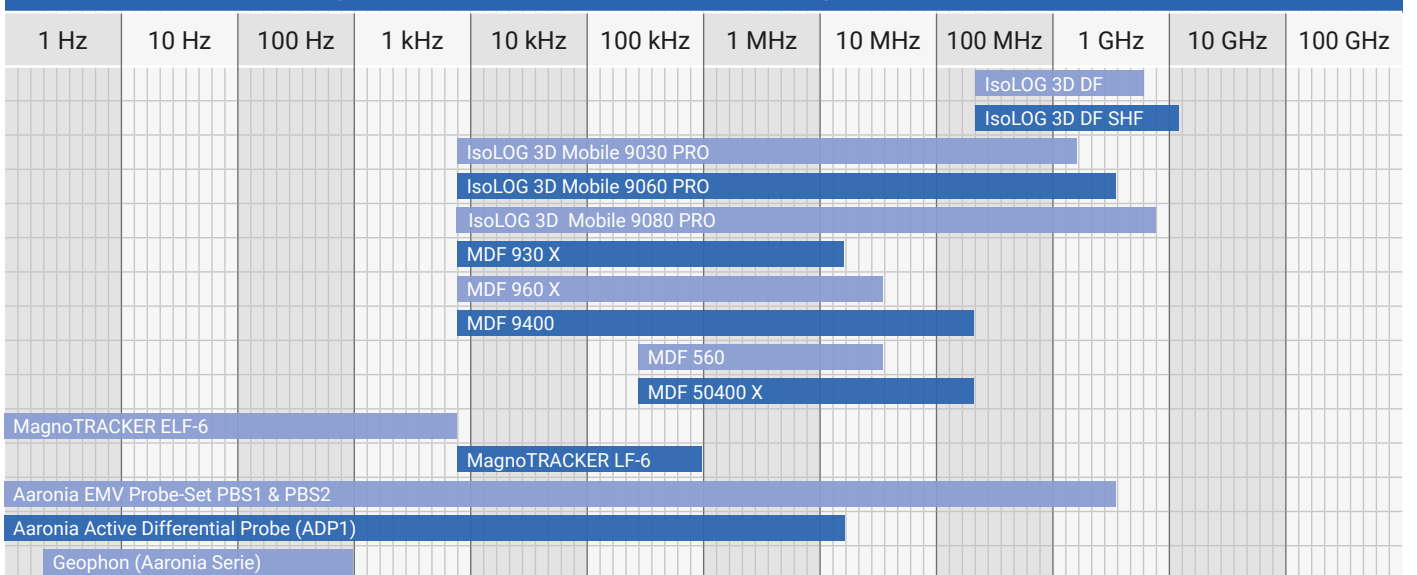 1 Hz 10 Hz 100 Hz 1 kHz 10 kHz 100 kHz 1 MHz 10 MHz 100 MHz 1 GHz 10 GHz 100 GHz
IsoLOG 3D DF
IsoLOG 3D DF SHF
IsoLOG 3D Mobile 9030 PRO
IsoLOG 3D Mobile 9060 PRO
IsoLOG 3D Mobile 9080 PRO
MDF 930 X
MDF 960 X
MDF 9400
MDF 560
MDF 50400 X
MagnoTRACKER ELF-6
MagnoTRACKER LF-6
Aaronia EMV Probe-Set PBS1 & PBS2
Aaronia Active Differential Probe (ADP1)
Geophon (Aaronia Serie)